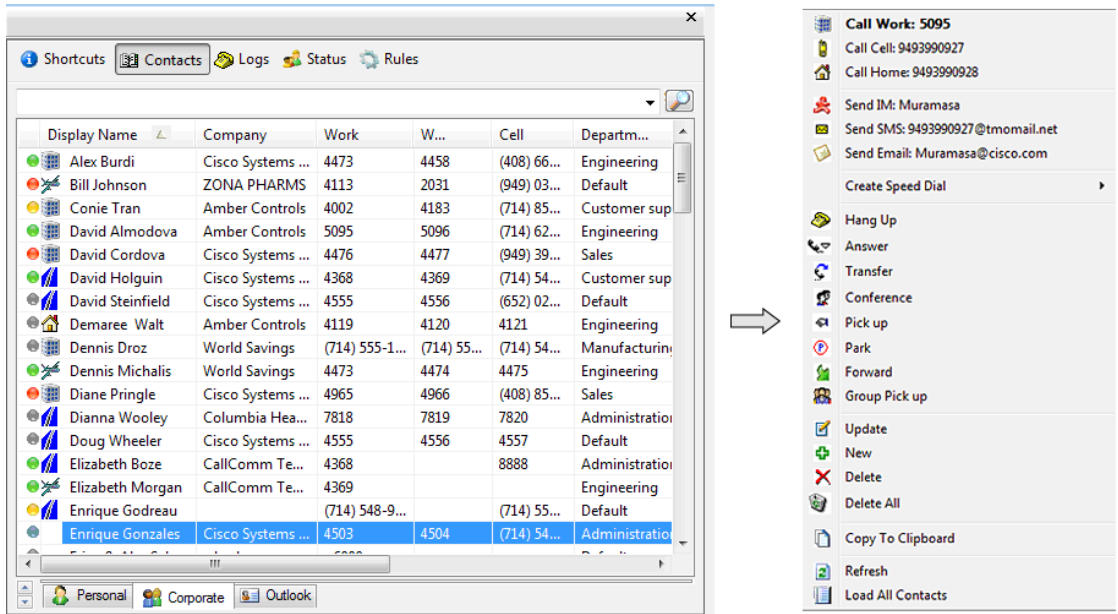 x
Shortcuts Contacts Logs Status Rules
Display Name Company Work W... Cell Departm...
Alex Burdi Cisco Systems ... 4473 4458 (408) 66... Engineering
Bill Johnson ZONA PHARMS 4113 2031 (949) 03... Default
Conie Tran Amber Controls 4002 4183 (714) 85... Customer sup
David Almodova Amber Controls 5095 5096 (714) 62... Engineering
David Cordova Cisco Systems ... 4476 4477 (949) 39... Sales
David Holguin Cisco Systems ... 4368 4369 (714) 54... Customer sup
David Steinfield Cisco Systems ... 4555 4556 (652) 02... Default
Demaree Walt Amber Controls 4119 4120 4121 Engineering
Dennis Droz World Savings (714) 555-1... (714) 55... (714) 54... Manufacturing
Dennis Michalis World Savings 4473 4474 4475 Engineering
Diane Pringle Cisco Systems ... 4965 4966 (408) 85... Sales
Dianna Wooley Columbia Hea... 7818 7819 7820 Administration
Doug Wheeler Cisco Systems ... 4555 4556 4557 Default
Elizabeth Boze CallComm Te... 4368 8888 Administration
Elizabeth Morgan CallComm Te... 4369 Engineering
Enrique Godreau (714) 548-9... (714) 55... Default
Enrique Gonzales Cisco Systems ... 4503 4504 (714) 54... Administration
Personal Corporate Outlook
Call Work: 5095
Call Cell: 9493990927
Call Home: 9493990928
Send IM: Muramasa
Send SMS: 9493990927@tmomail.net
Send Email: Muramasa@cisco.com
Create Speed Dial
Hang Up
Answer
Transfer
Conference
Pick up
Park
Forward
Group Pick up
Update
New
Delete
Delete All
Copy To Clipboard
Refresh
Load All Contacts